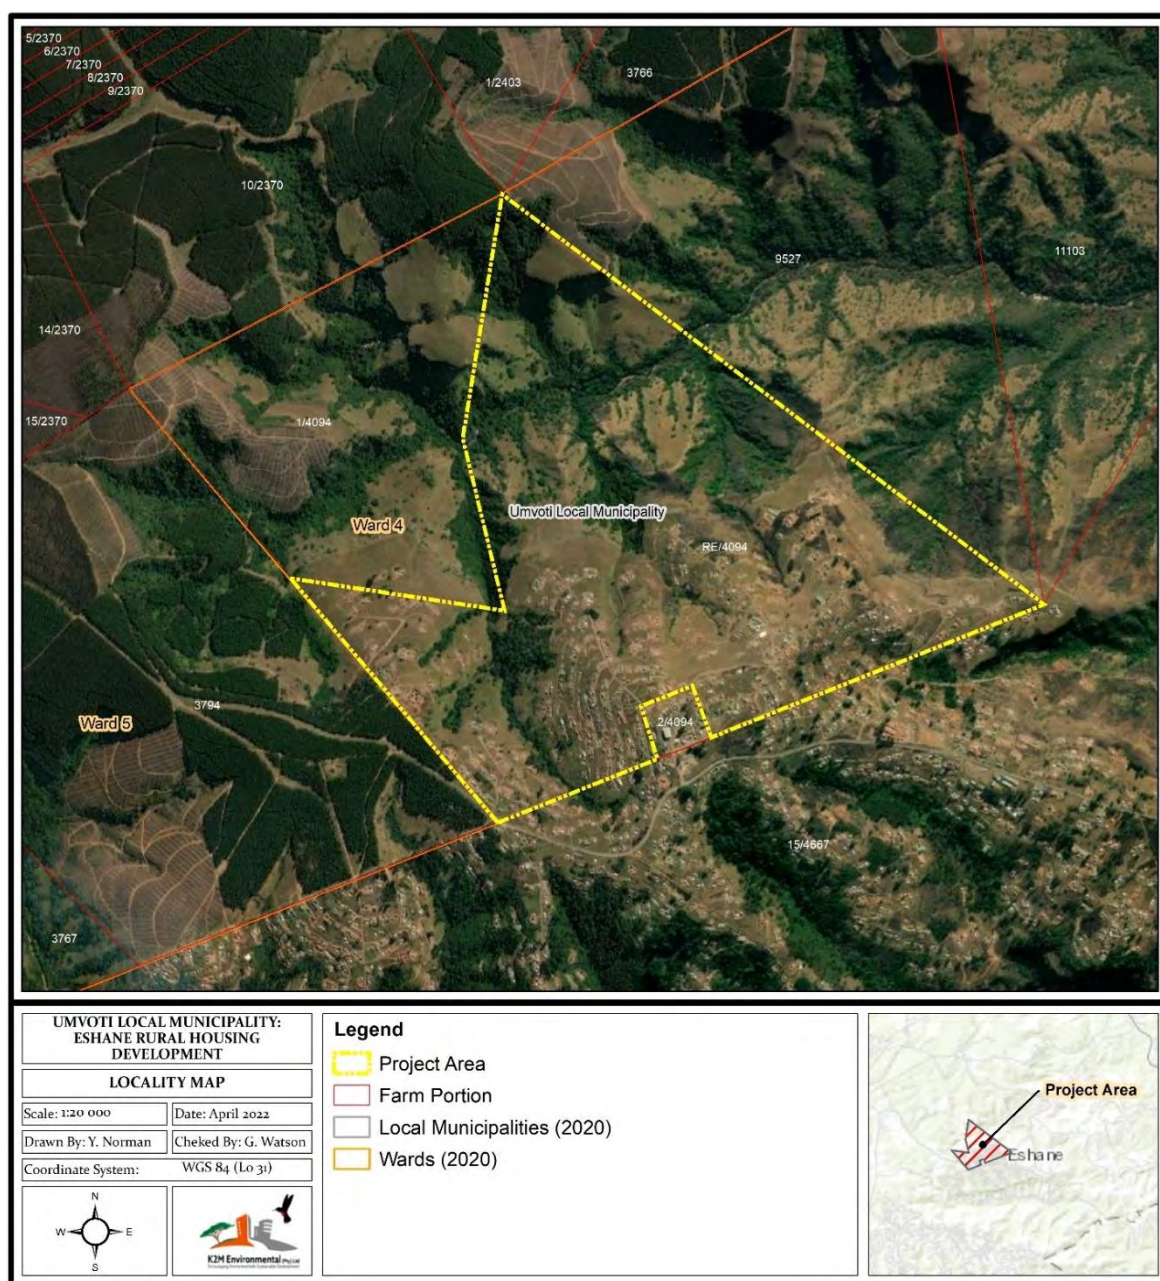 5/2370
6/2370
7/2370
8/2370
9/2370
1/2403
3766
10/2370
9527
11103
14/2370
15/2370
1/4094
Ward 4
Umvoti Local Municipality
RE/4094
3794
Ward 5
2/4094
15/4667
3767
UMVOTI LOCAL MUNICIPALITY:
ESHANE RURAL HOUSING
DEVELOPMENT
LOCALITY MAP
Scale: 1:20 000
Date: April 2022
Drawn By: Y. Norman
Cheked By: G. Watson
Coordinate System:
WGS 84 (Lo 31)
N
W
E
S
K2M Environmental (Pty) Ltd
Legend
Project Area
Farm Portion
Local Municipalities (2020)
Wards (2020)
Project Area
Eshane